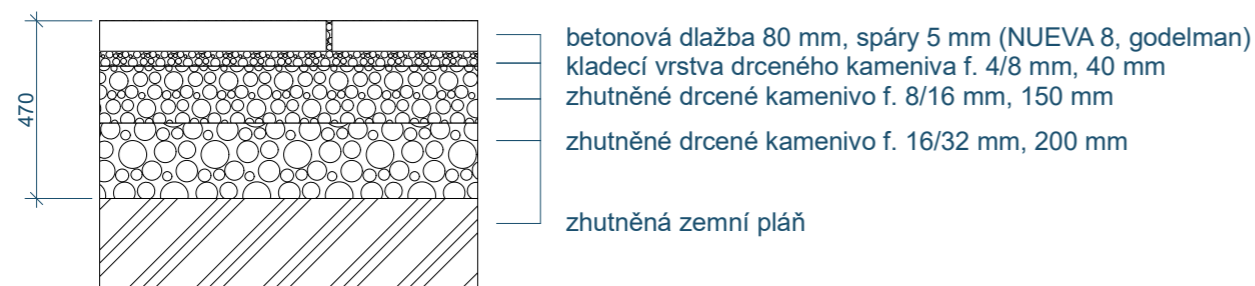 470
betonová dlažba 80 mm, spáry 5 mm (NUEVA 8, godelman)
kladecí vrstva drceného kameniva f. 4/8 mm, 40 mm
zhutněné drcené kamenivo f. 8/16 mm, 150 mm
zhutněné drcené kamenivo f. 16/32 mm, 200 mm
zhutněná zemní pláň